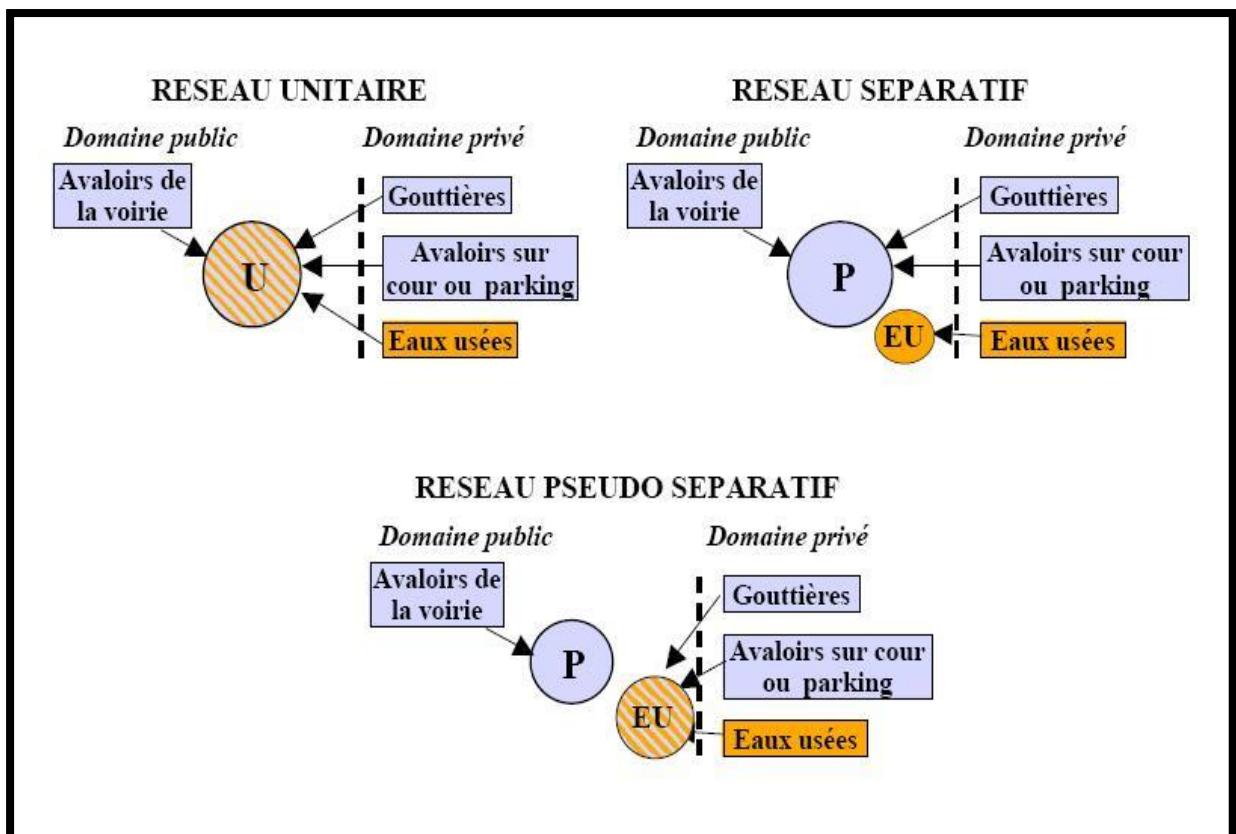 RESEAU UNITAIRE
Domaine public
Domaine privé
Avaloirs de
la voirie
Gouttières
U
Avaloirs sur
cour ou parking
Eaux usées
RESEAU SEPARATIF
Domaine public
Domaine privé
Avaloirs de
la voirie
Gouttières
P
Avaloirs sur cour
ou parking
EU
Eaux usées
RESEAU PSEUDO SEPARATIF
Domaine public
Domaine privé
Avaloirs de
la voirie
Gouttières
P
Avaloirs sur cour
ou parking
EU
Eaux usées